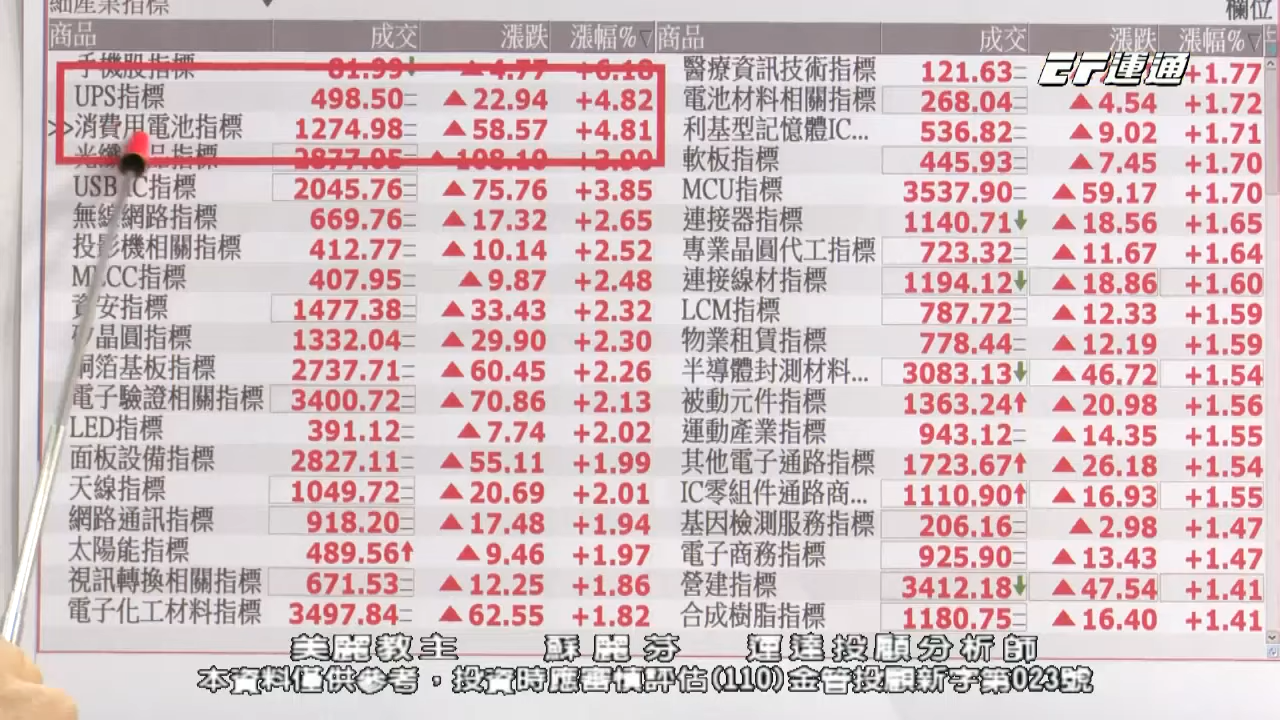 細產業指標
欄位
商品 成交 漲跌 漲幅%
手機股指標 81.99 ▲4.77 +6.18
UPS指標 498.50 ▲22.94 +4.82
消費用電池指標 1274.98 ▲58.57 +4.81
2877.05 ▲108.10 +3.90
USB IC指標 2045.76 ▲75.76 +3.85
無線網路指標 669.76 ▲17.32 +2.65
投影機相關指標 412.77 ▲10.14 +2.52
MLCC指標 407.95 ▲9.87 +2.48
資安指標 1477.38 ▲33.43 +2.32
矽晶圓指標 1332.04 ▲29.90 +2.30
銅箔基板指標 2737.71 ▲60.45 +2.26
電子驗證相關指標 3400.72 ▲70.86 +2.13
LED指標 391.12 ▲7.74 +2.02
面板設備指標 2827.11 ▲55.11 +1.99
天線指標 1049.72 ▲20.69 +2.01
網路通訊指標 918.20 ▲17.48 +1.94
太陽能指標 489.56↑ ▲9.46 +1.97
視訊轉換相關指標 671.53 ▲12.25 +1.86
電子化工材料指標 3497.84 ▲62.55 +1.82
商品 成交 漲跌 漲幅%
運通
醫療資訊技術指標 121.63 +1.77
電池材料相關指標 268.04 ▲4.54 +1.72
利基型記憶體IC... 536.82 ▲9.02 +1.71
軟板指標 445.93 ▲7.45 +1.70
MCU指標 3537.90 ▲59.17 +1.70
連接器指標 1140.71↓ ▲18.56 +1.65
專業晶圓代工指標 723.32 ▲11.67 +1.64
連接線材指標 1194.12↓ ▲18.86 +1.60
LCM指標 787.72 ▲12.33 +1.59
物業租賃指標 778.44 ▲12.19 +1.59
半導體封測材料... 3083.13↓ ▲46.72 +1.54
被動元件指標 1363.24↑ ▲20.98 +1.56
運動產業指標 943.12 ▲14.35 +1.55
其他電子通路指標 1723.67↑ ▲26.18 +1.54
IC零組件通路商... 1110.90↑ ▲16.93 +1.55
基因檢測服務指標 206.16 ▲2.98 +1.47
電子商務指標 925.90 ▲13.43 +1.47
營建指標 3412.18↓ ▲47.54 +1.41
合成樹脂指標 1180.75 ▲16.40 +1.41
美麗教主 蘇麗芬 運達投顧分析師
本資料僅供參考，投資時應審慎評估(110)金管投顧新字第023號